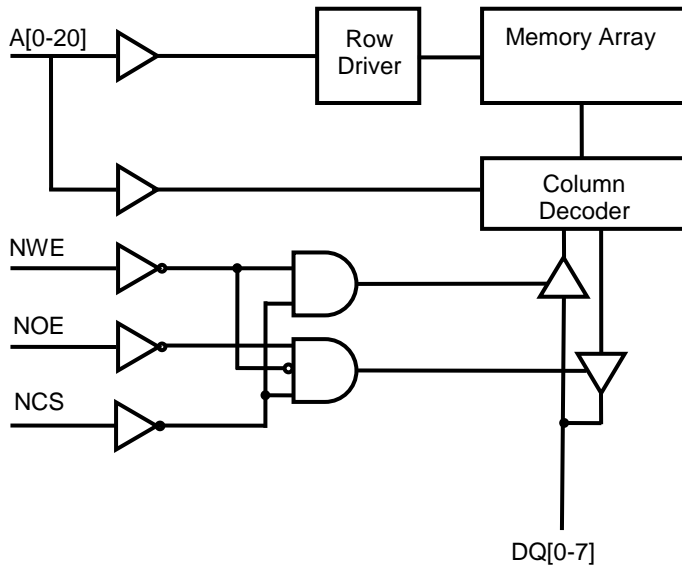 A[0-20]
Row
Driver
Memory Array
Column
Decoder
NWE
NOE
NCS
DQ[0-7]